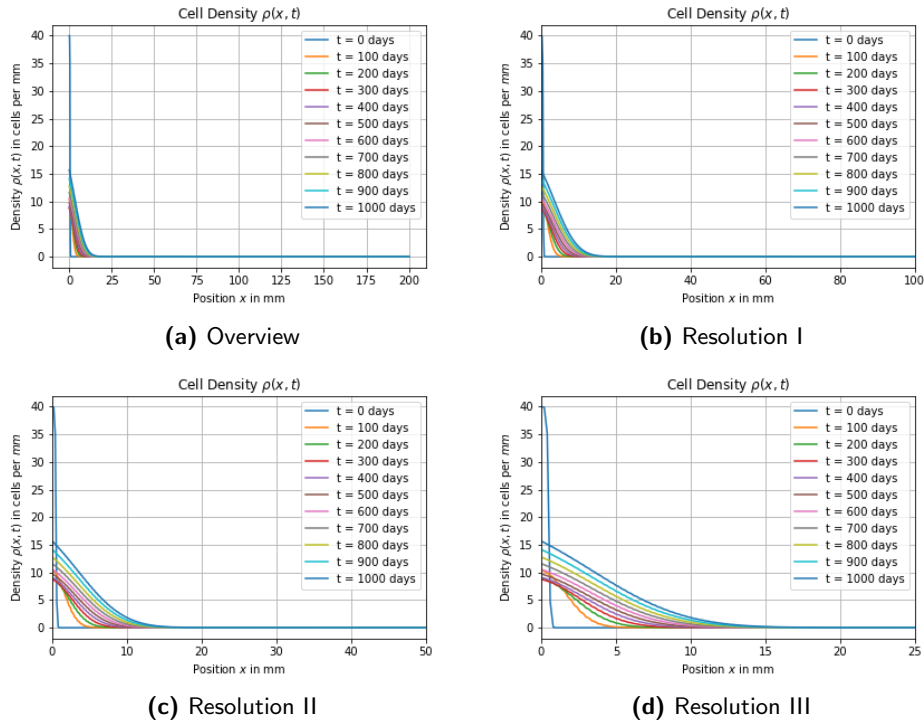 Cell Density ρ(x, t)
Density ρ(x, t) in cells per mm
40
35
30
25
20
15
10
5
0
t = 0 days
t = 100 days
t = 200 days
t = 300 days
t = 400 days
t = 500 days
t = 600 days
t = 700 days
t = 800 days
t = 900 days
t = 1000 days
0 25 50 75 100 125 150 175 200
Position x in mm
(a) Overview
Cell Density ρ(x, t)
Density ρ(x, t) in cells per mm
40
35
30
25
20
15
10
5
0
t = 0 days
t = 100 days
t = 200 days
t = 300 days
t = 400 days
t = 500 days
t = 600 days
t = 700 days
t = 800 days
t = 900 days
t = 1000 days
0 20 40 60 80 100
Position x in mm
(b) Resolution I
Cell Density ρ(x, t)
Density ρ(x, t) in cells per mm
40
35
30
25
20
15
10
5
0
t = 0 days
t = 100 days
t = 200 days
t = 300 days
t = 400 days
t = 500 days
t = 600 days
t = 700 days
t = 800 days
t = 900 days
t = 1000 days
0 10 20 30 40 50
Position x in mm
(c) Resolution II
Cell Density ρ(x, t)
Density ρ(x, t) in cells per mm
40
35
30
25
20
15
10
5
0
t = 0 days
t = 100 days
t = 200 days
t = 300 days
t = 400 days
t = 500 days
t = 600 days
t = 700 days
t = 800 days
t = 900 days
t = 1000 days
0 5 10 15 20 25
Position x in mm
(d) Resolution III